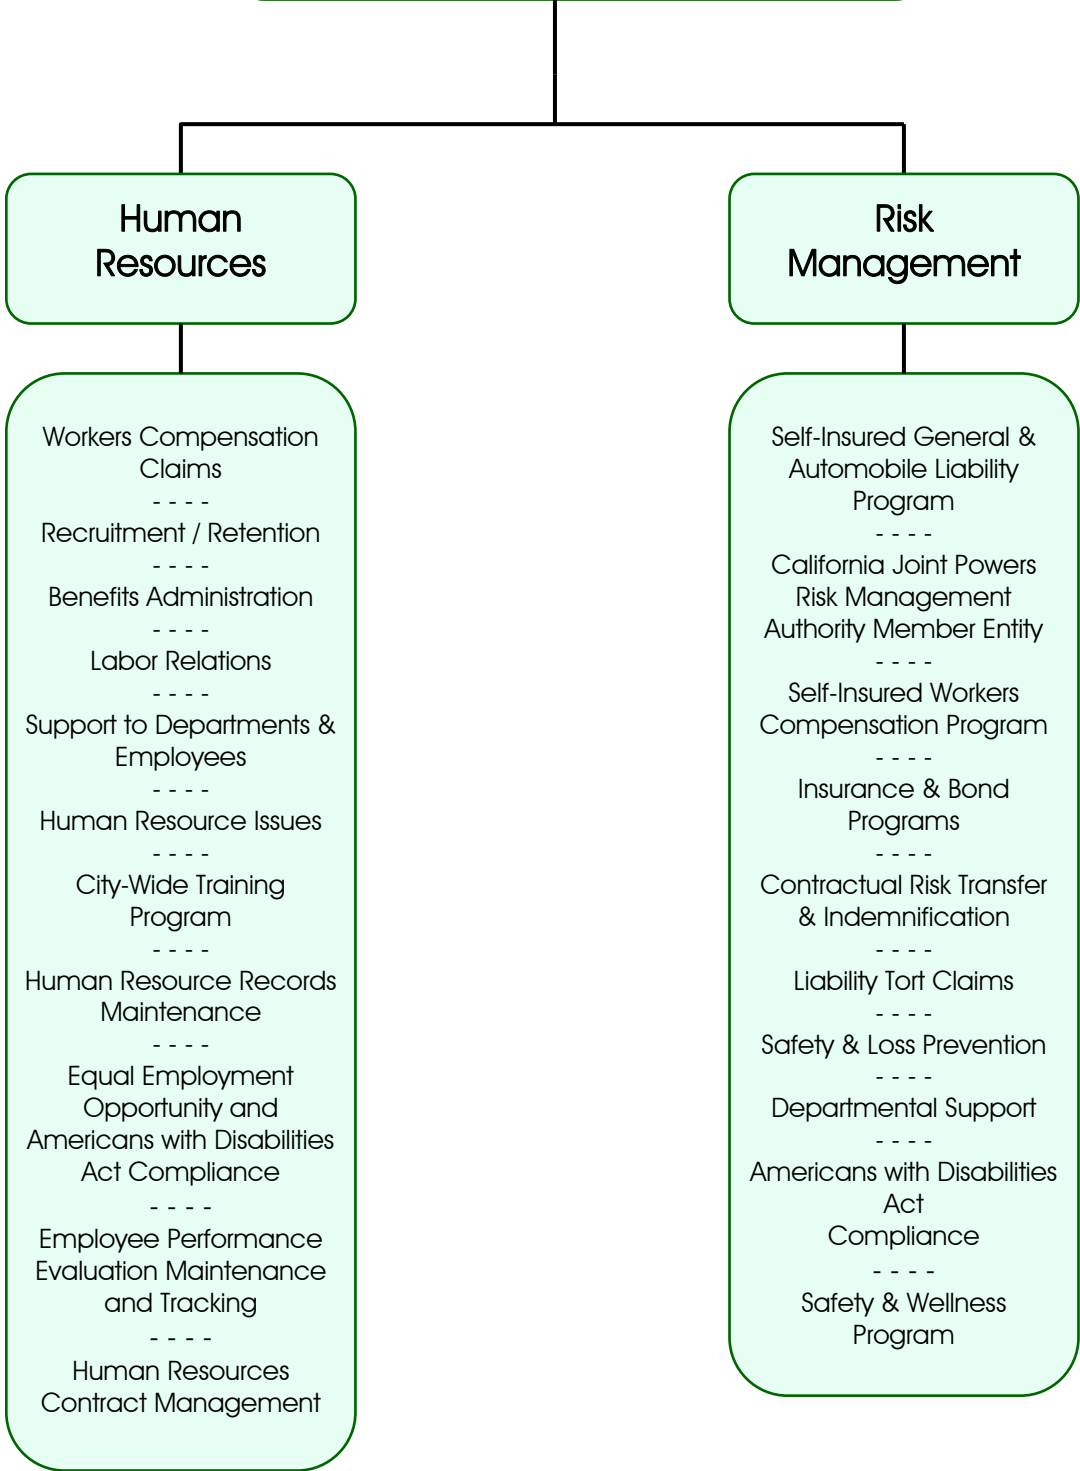 Human
Resources
Workers Compensation
Claims
- - - -
Recruitment / Retention
- - - -
Benefits Administration
- - - -
Labor Relations
- - - -
Support to Departments &
Employees
- - - -
Human Resource Issues
- - - -
City-Wide Training
Program
- - - -
Human Resource Records
Maintenance
- - - -
Equal Employment
Opportunity and
Americans with Disabilities
Act Compliance
- - - -
Employee Performance
Evaluation Maintenance
and Tracking
- - - -
Human Resources
Contract Management
Risk
Management
Self-Insured General &
Automobile Liability
Program
- - - -
California Joint Powers
Risk Management
Authority Member Entity
- - - -
Self-Insured Workers
Compensation Program
- - - -
Insurance & Bond
Programs
- - - -
Contractual Risk Transfer
& Indemnification
- - - -
Liability Tort Claims
- - - -
Safety & Loss Prevention
- - - -
Departmental Support
- - - -
Americans with Disabilities
Act
Compliance
- - - -
Safety & Wellness
Program